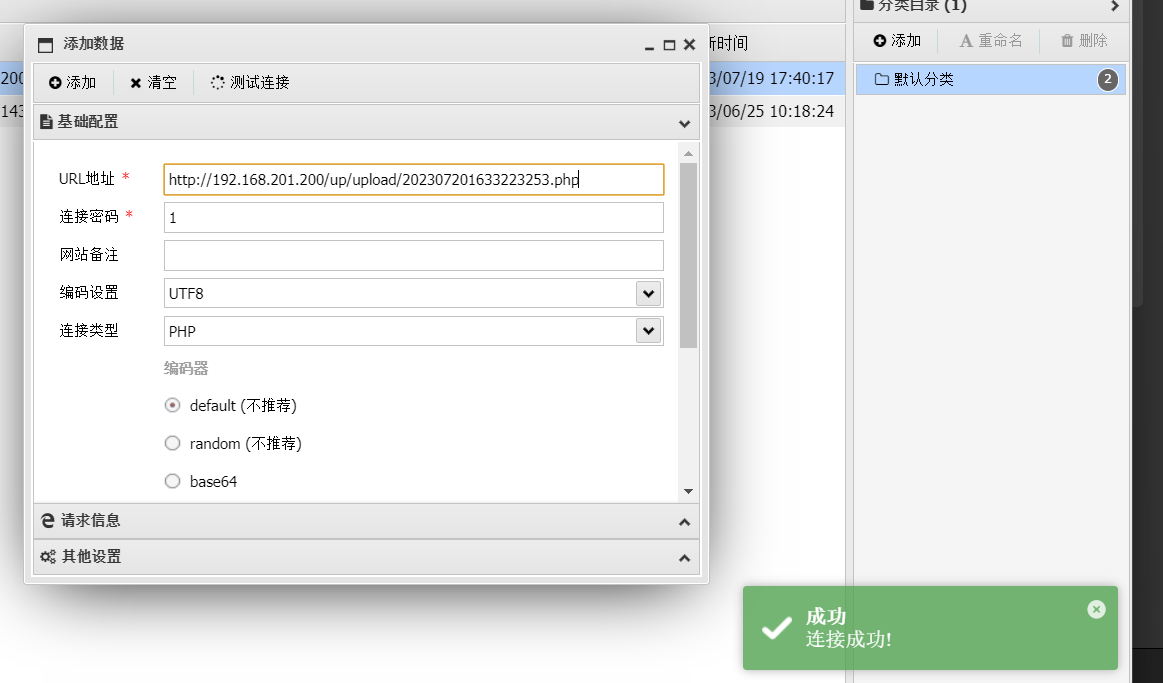 分类目录 (1)
添加数据
时间
添加
重命名
删除
添加
清空
测试连接
200
3/07/19 17:40:17
默认分类
2
143
3/06/25 10:18:24
基础配置
URL地址 *
http://192.168.201.200/up/upload/202307201633223253.php
连接密码 *
1
网站备注
编码设置
UTF8
连接类型
PHP
编码器
default (不推荐)
random (不推荐)
base64
请求信息
其他设置
成功
连接成功!